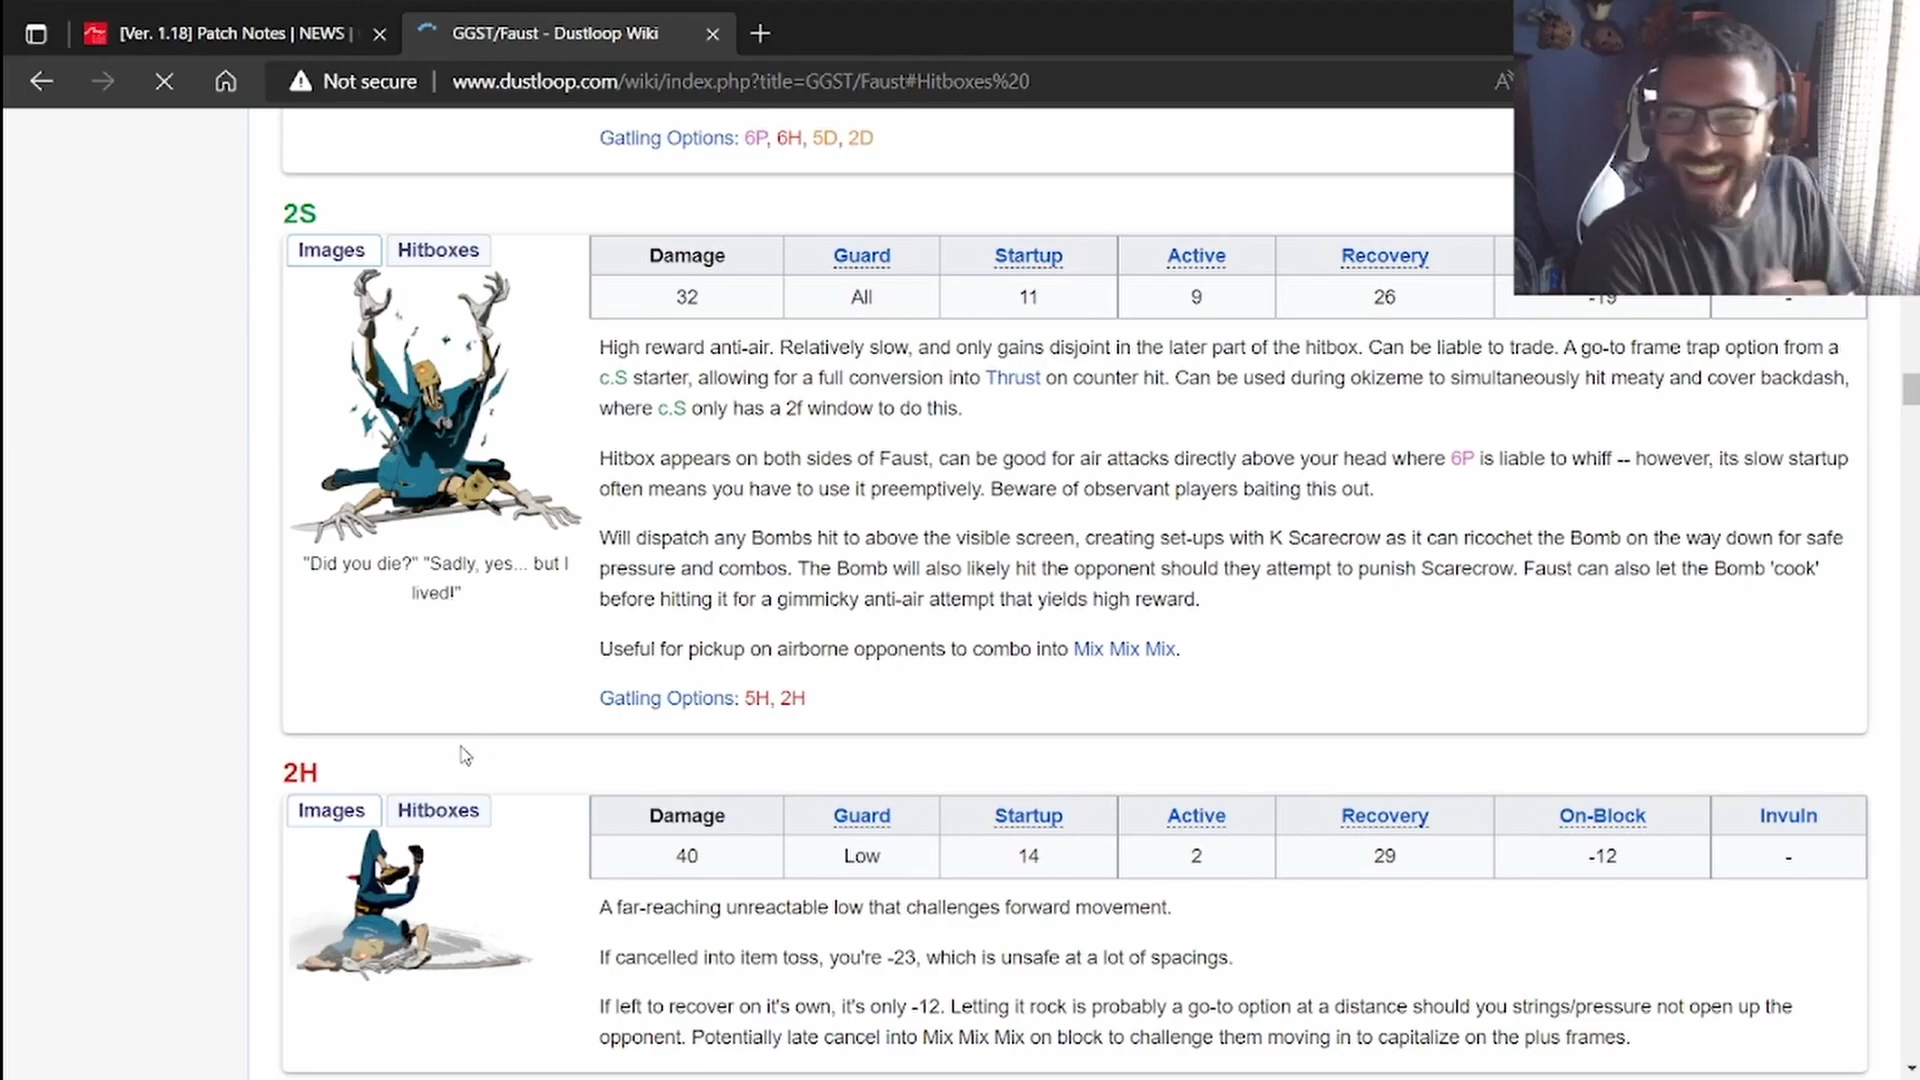 [Ver. 1.18] Patch Notes | NEWS |
GGST/Faust - Dustloop Wiki
Not secure
www.dustloop.com/wiki/index.php?title=GGST/Faust#Hitboxes%20
Gatling Options: 6P, 6H, 5D, 2D
2S
Images Hitboxes
Damage Guard Startup Active Recovery
32 All 11 9 26 -19 -
High reward anti-air. Relatively slow, and only gains disjoint in the later part of the hitbox. Can be liable to trade. A go-to frame trap option from a
c.S starter, allowing for a full conversion into Thrust on counter hit. Can be used during okizeme to simultaneously hit meaty and cover backdash,
where c.S only has a 2f window to do this.
Hitbox appears on both sides of Faust, can be good for air attacks directly above your head where 6P is liable to whiff -- however, its slow startup
often means you have to use it preemptively. Beware of observant players baiting this out.
Will dispatch any Bombs hit to above the visible screen, creating set-ups with K Scarecrow as it can ricochet the Bomb on the way down for safe
pressure and combos. The Bomb will also likely hit the opponent should they attempt to punish Scarecrow. Faust can also let the Bomb 'cook'
before hitting it for a gimmicky anti-air attempt that yields high reward.
Useful for pickup on airborne opponents to combo into Mix Mix Mix.
Gatling Options: 5H, 2H
"Did you die?" "Sadly, yes... but I
lived!"
2H
Images Hitboxes
Damage Guard Startup Active Recovery On-Block Invuln
40 Low 14 2 29 -12 -
A far-reaching unreactable low that challenges forward movement.
If cancelled into item toss, you're -23, which is unsafe at a lot of spacings.
If left to recover on it's own, it's only -12. Letting it rock is probably a go-to option at a distance should you strings/pressure not open up the
opponent. Potentially late cancel into Mix Mix Mix on block to challenge them moving in to capitalize on the plus frames.